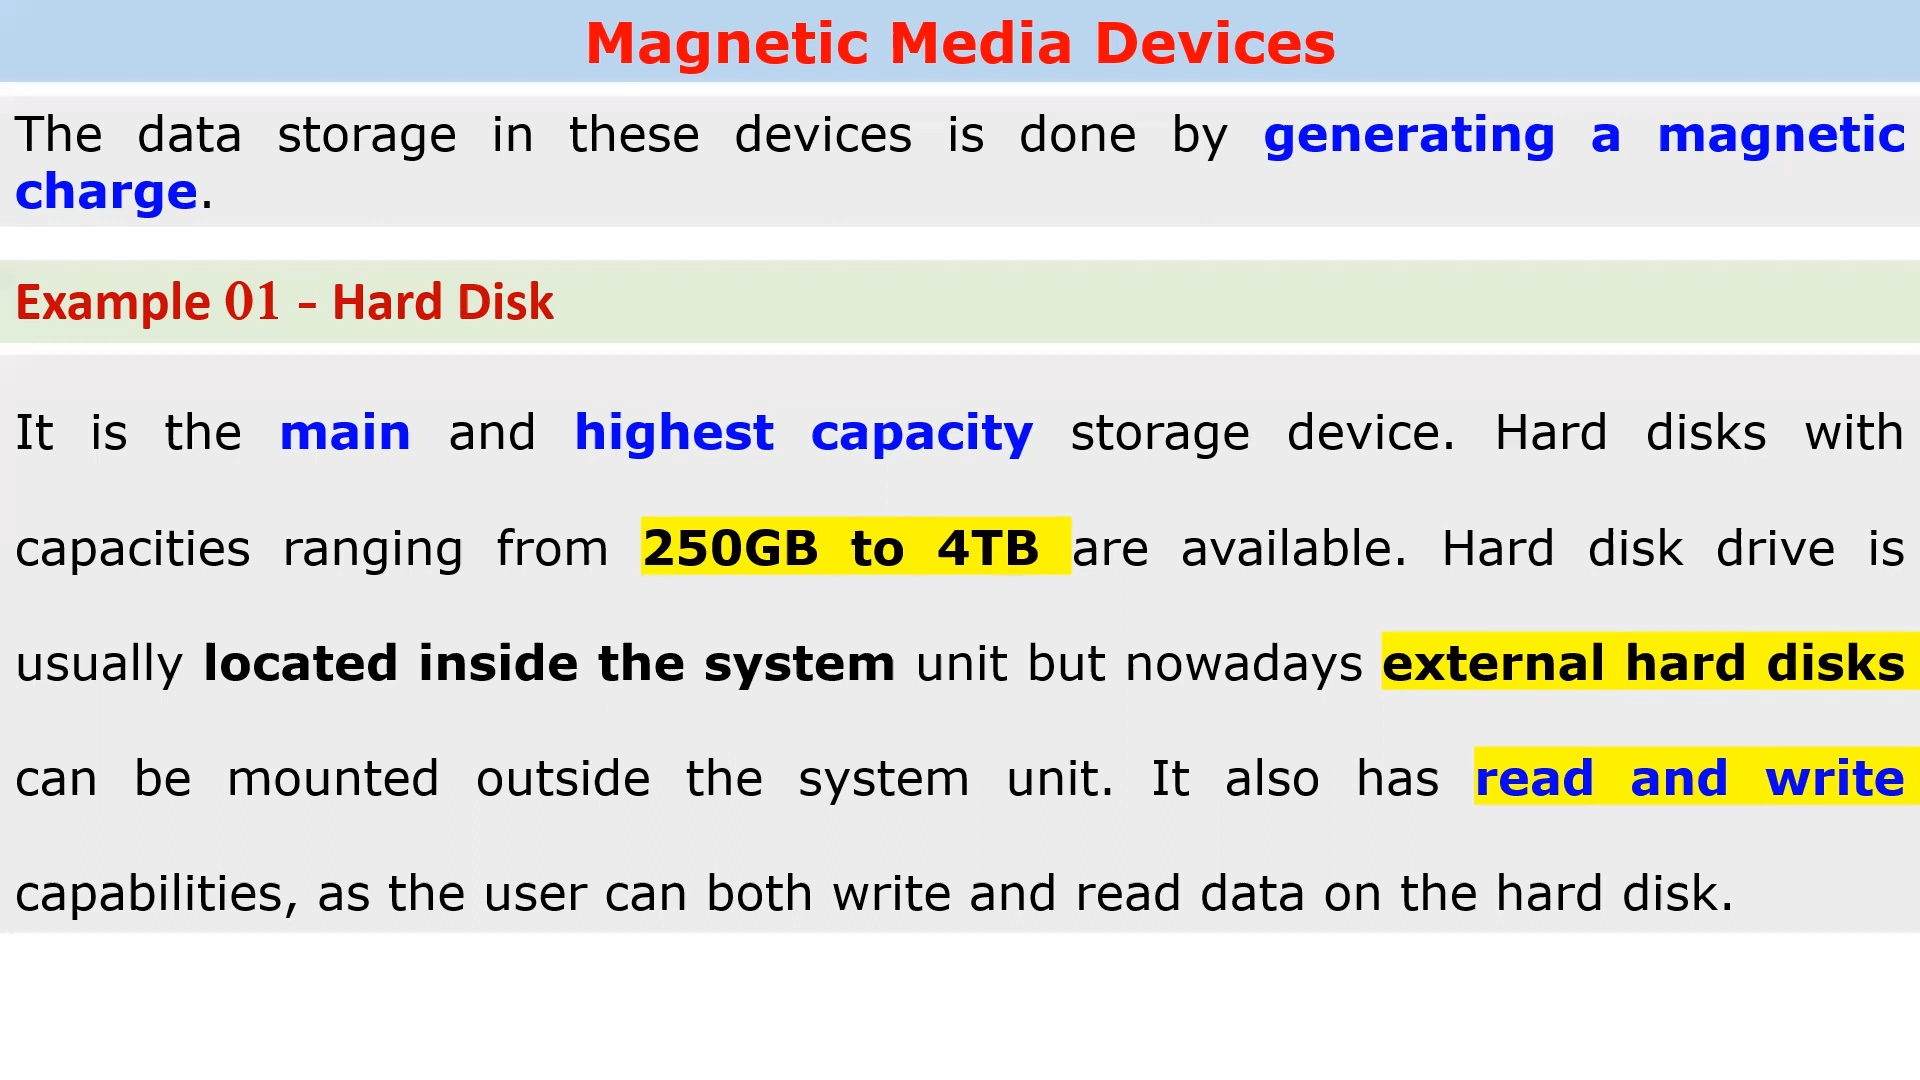 Magnetic Media Devices
The data storage in these devices is done by generating a magnetic
charge.
Example 01 - Hard Disk
It is the main and highest capacity storage device. Hard disks with
capacities ranging from 250GB to 4TB are available. Hard disk drive is
usually located inside the system unit but nowadays external hard disks
can be mounted outside the system unit. It also has read and write
capabilities, as the user can both write and read data on the hard disk.